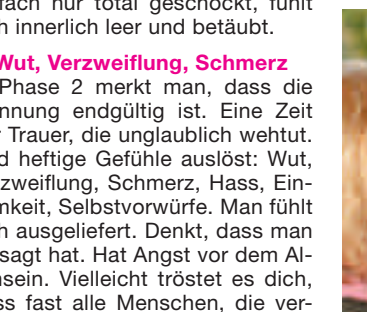 nfach nur total geschockt, fühlt
h innerlich leer und betäubt.
Wut, Verzweiflung, Schmerz
Phase 2 merkt man, dass die
nnung endgültig ist. Eine Zeit
r Trauer, die unglaublich wehtut.
d heftige Gefühle auslöst: Wut,
zweiflung, Schmerz, Hass, Ein-
mkeit, Selbstvorwürfe. Man fühlt
h ausgeliefert. Denkt, dass man
sagt hat. Hat Angst vor dem Al-
nsein. Vielleicht tröstet es dich,
ss fast alle Menschen, die ver-